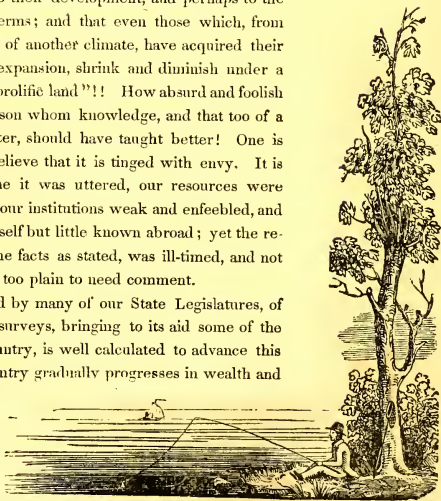 erms; and that even those which, from
of another climate, have acquired their
expansion, shrink and diminish under a
prolific land"!! How absurd and foolish
son whom knowledge, and that too of a
ter, should have taught better! One is
elieve that it is tinged with envy. It is
ne it was uttered, our resources were
our institutions weak and enfeebled, and
self but little known abroad; yet the re-
ne facts as stated, was ill-timed, and not
too plain to need comment.
d by many of our State Legislatures, of
surveys, bringing to its aid some of the
untry, is well calculated to advance this
ntry gradually progresses in wealth and